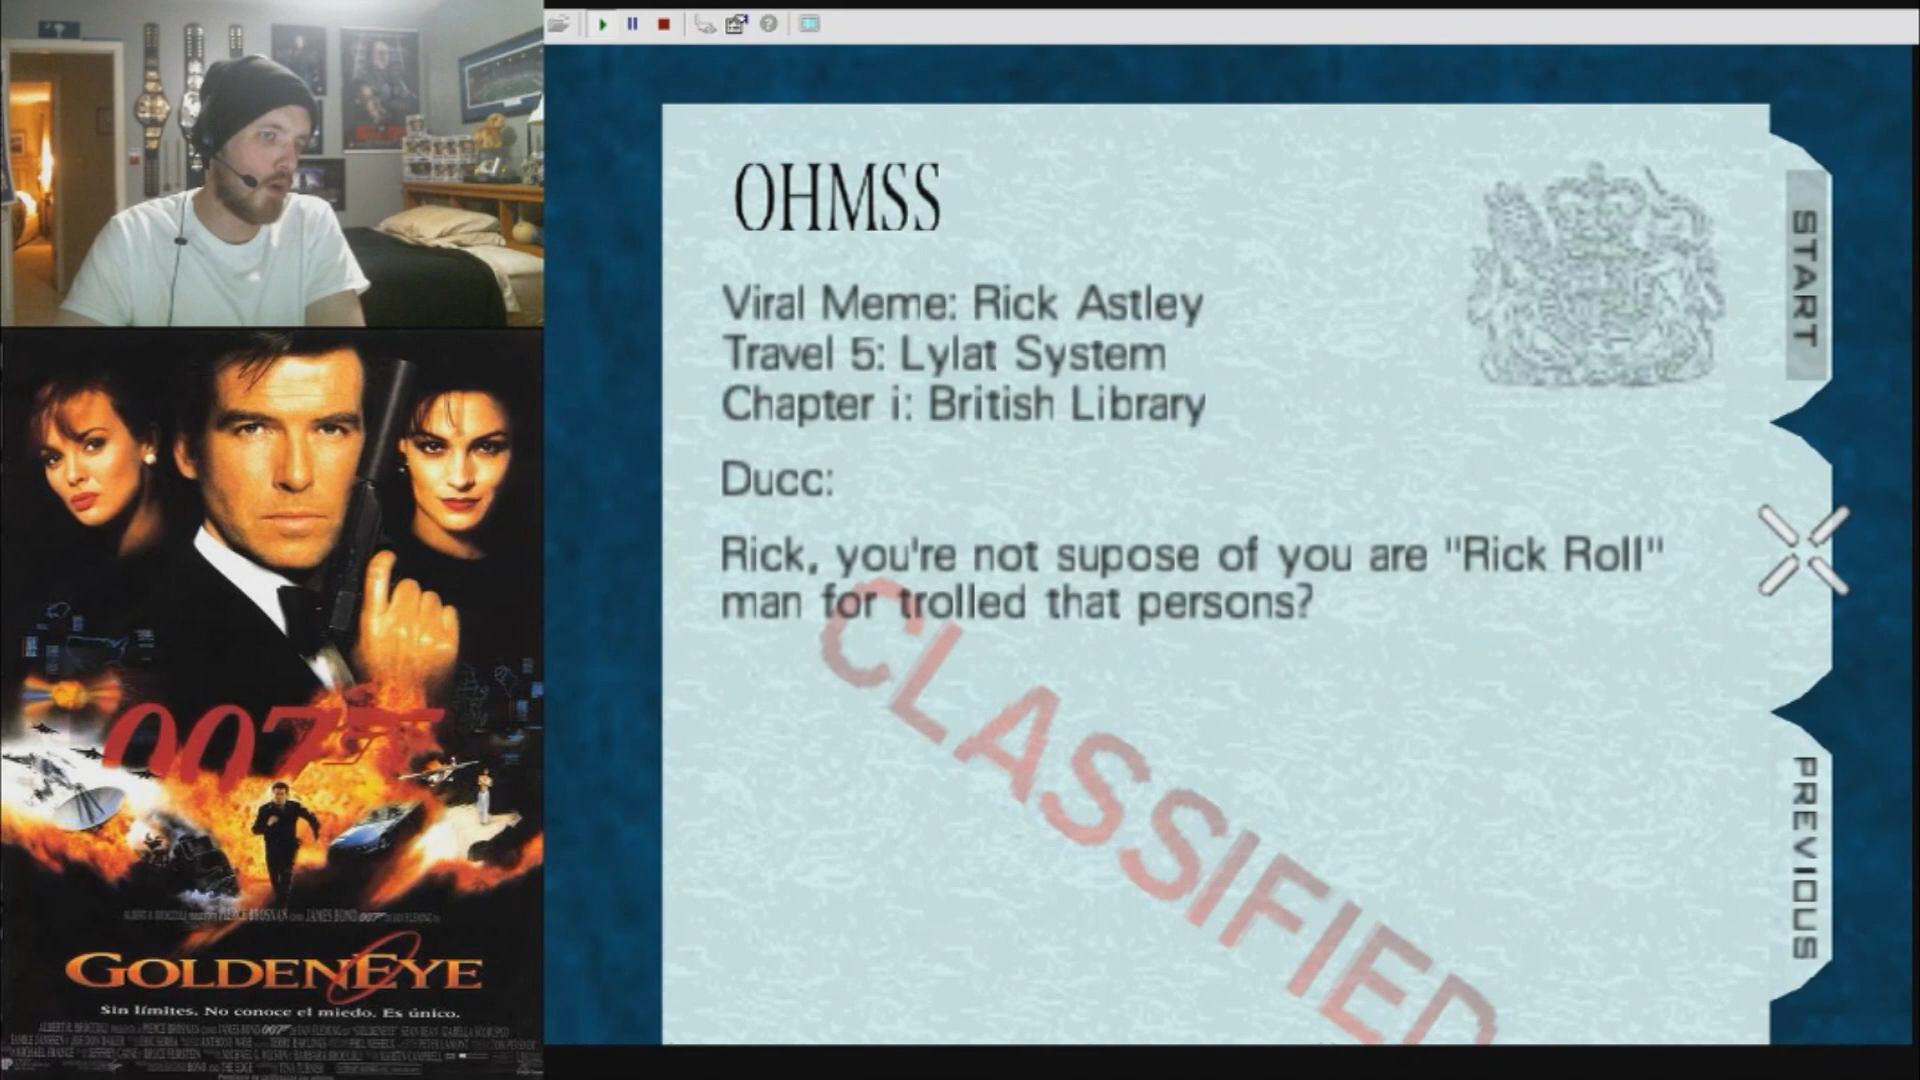 OHMSS
Viral Meme: Rick Astley
Travel 5: Lylat System
Chapter i: British Library
Ducc:
Rick, you're not supose of you are "Rick Roll"
man for trolled that persons?
CLASSIFIED
START
PREVIOUS
007
GOLDENEYE
Sin límites. No conoce el miedo. Es único.